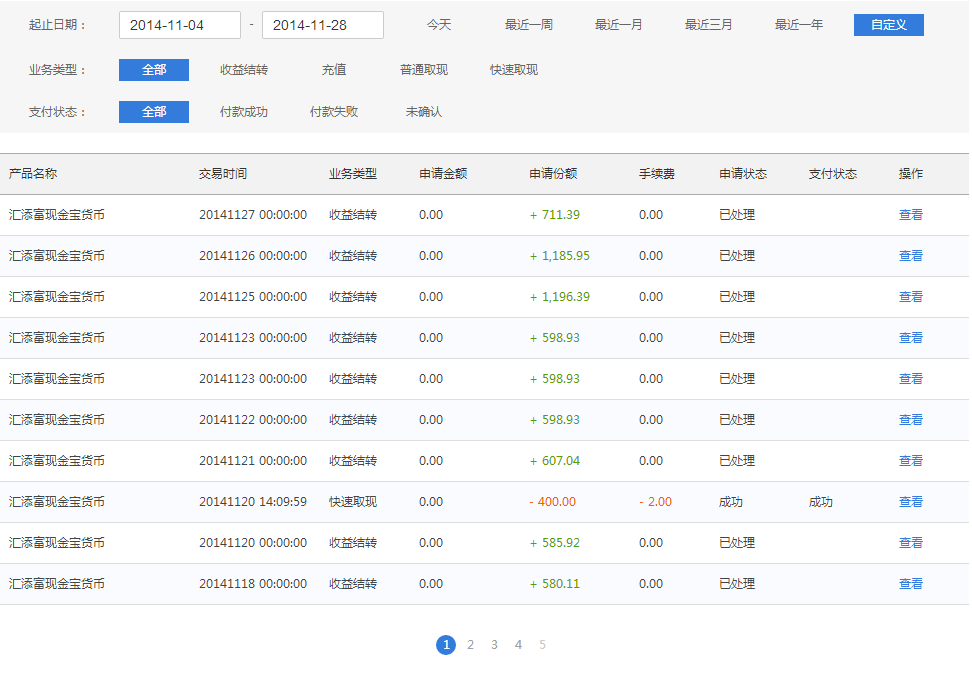 起止日期： 2014-11-04 - 2014-11-28 今天 最近一周 最近一月 最近三月 最近一年 自定义
业务类型： 全部 收益结转 充值 普通取现 快速取现
支付状态： 全部 付款成功 付款失败 未确认
产品名称 交易时间 业务类型 申请金额 申请份额 手续费 申请状态 支付状态 操作
汇添富现金宝货币 20141127 00:00:00 收益结转 0.00 + 711.39 0.00 已处理 查看
汇添富现金宝货币 20141126 00:00:00 收益结转 0.00 + 1,185.95 0.00 已处理 查看
汇添富现金宝货币 20141125 00:00:00 收益结转 0.00 + 1,196.39 0.00 已处理 查看
汇添富现金宝货币 20141123 00:00:00 收益结转 0.00 + 598.93 0.00 已处理 查看
汇添富现金宝货币 20141123 00:00:00 收益结转 0.00 + 598.93 0.00 已处理 查看
汇添富现金宝货币 20141122 00:00:00 收益结转 0.00 + 598.93 0.00 已处理 查看
汇添富现金宝货币 20141121 00:00:00 收益结转 0.00 + 607.04 0.00 已处理 查看
汇添富现金宝货币 20141120 14:09:59 快速取现 0.00 - 400.00 - 2.00 成功 成功 查看
汇添富现金宝货币 20141120 00:00:00 收益结转 0.00 + 585.92 0.00 已处理 查看
汇添富现金宝货币 20141118 00:00:00 收益结转 0.00 + 580.11 0.00 已处理 查看
1 2 3 4 5